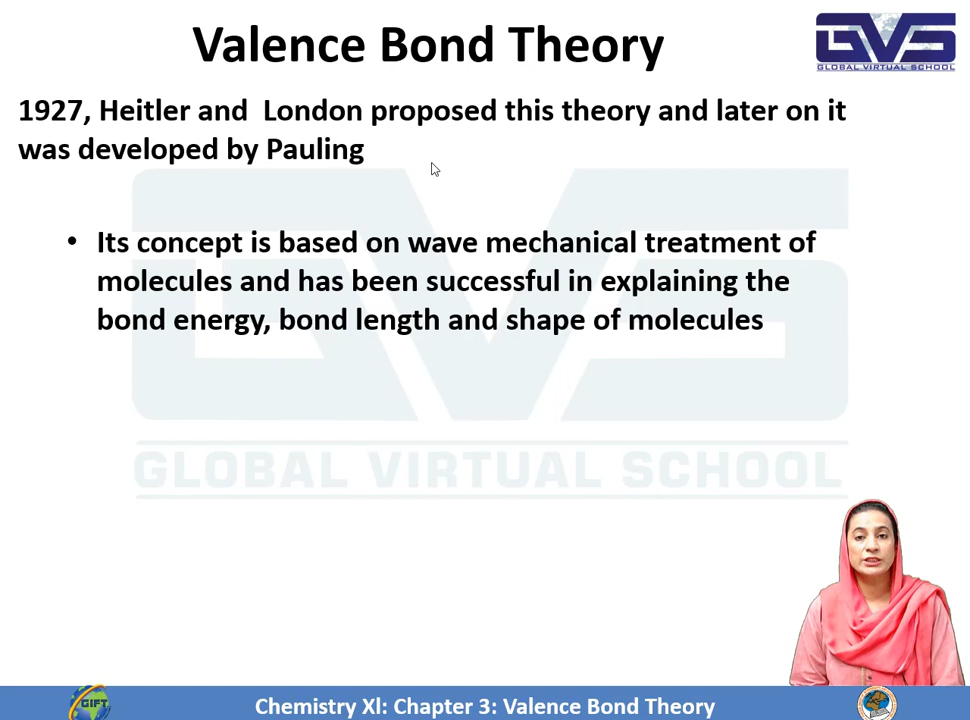 Valence Bond Theory
GVS
GLOBAL VIRTUAL SCHOOL
1927, Heitler and London proposed this theory and later on it
was developed by Pauling
• Its concept is based on wave mechanical treatment of
molecules and has been successful in explaining the
bond energy, bond length and shape of molecules
GVS
GLOBAL VIRTUAL SCHOOL
GIFT
Chemistry Xl: Chapter 3: Valence Bond Theory